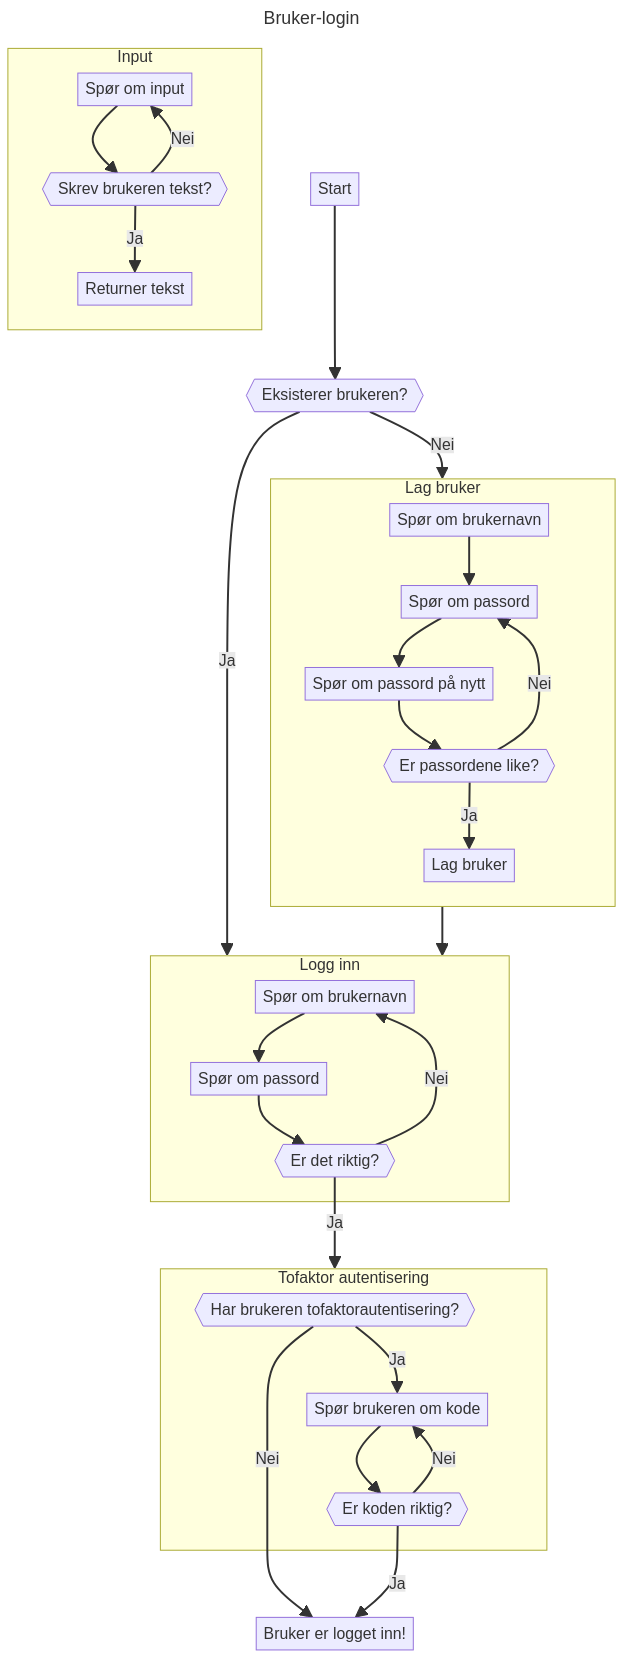 Bruker-login
Input
Spør om input
Nei
Skrev brukeren tekst?
Ja
Returner tekst
Start
Eksisterer brukeren?
Nei
Ja
Lag bruker
Spør om brukernavn
Spør om passord
Spør om passord på nytt
Nei
Er passordene like?
Ja
Lag bruker
Logg inn
Spør om brukernavn
Spør om passord
Nei
Er det riktig?
Ja
Tofaktor autentisering
Har brukeren tofaktorautentisering?
Ja
Spør brukeren om kode
Nei
Nei
Er koden riktig?
Ja
Bruker er logget inn!